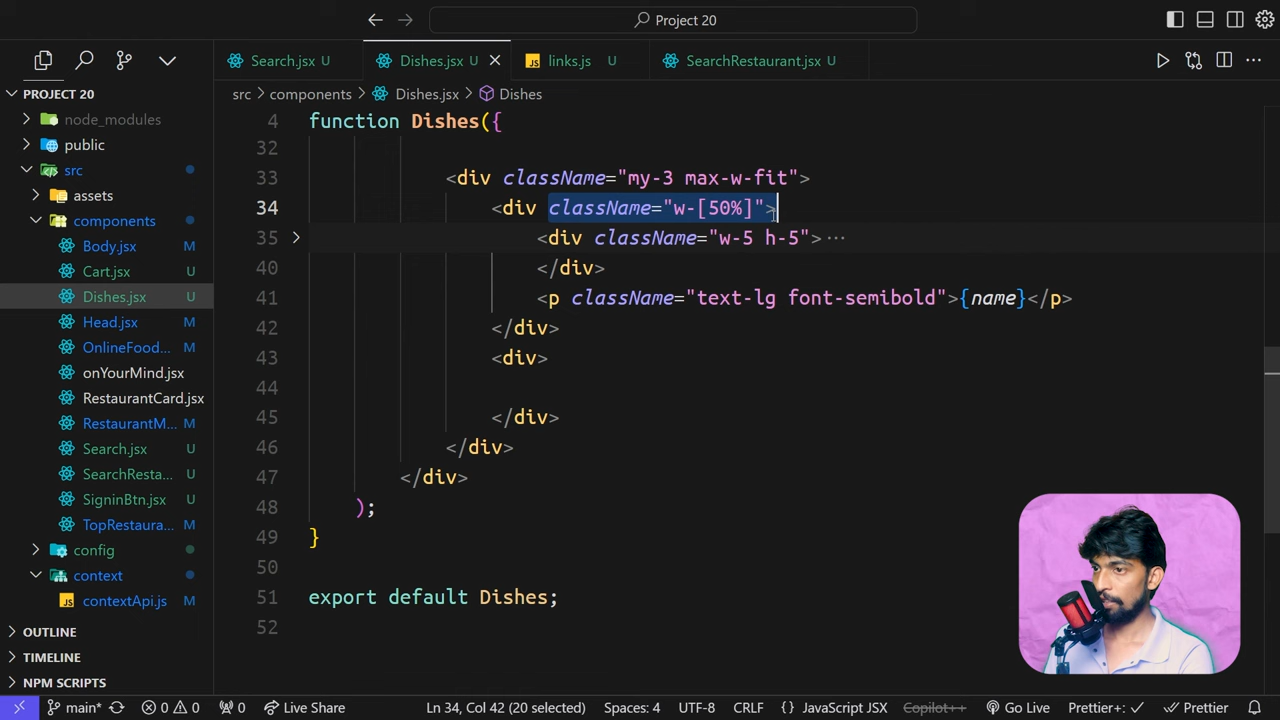 Project 20
Search.jsx U
Dishes.jsx U
links.js U
SearchRestaurant.jsx U
PROJECT 20
node_modules
public
src
assets
components
Body.jsx M
Cart.jsx U
Dishes.jsx U
Head.jsx M
OnlineFood... M
onYourMind.jsx
RestaurantCard.jsx
RestaurantM... M
Search.jsx U
SearchResta... U
SigninBtn.jsx U
TopRestaura... M
config
context
contextApi.js M
OUTLINE
TIMELINE
NPM SCRIPTS
src > components > Dishes.jsx > Dishes
4 function Dishes({
32
33 <div className="my-3 max-w-fit">
34 <div className="w-[50%]">
35 <div className="w-5 h-5">···
40 </div>
41 <p className="text-lg font-semibold">{name}</p>
42 </div>
43 <div>
44
45 </div>
46 </div>
47 </div>
48 );
49 }
50
51 export default Dishes;
52
main* 0 0 0 Live Share Ln 34, Col 42 (20 selected) Spaces: 4 UTF-8 CRLF {} JavaScript JSX Copilot++ Go Live Prettier+: Prettier